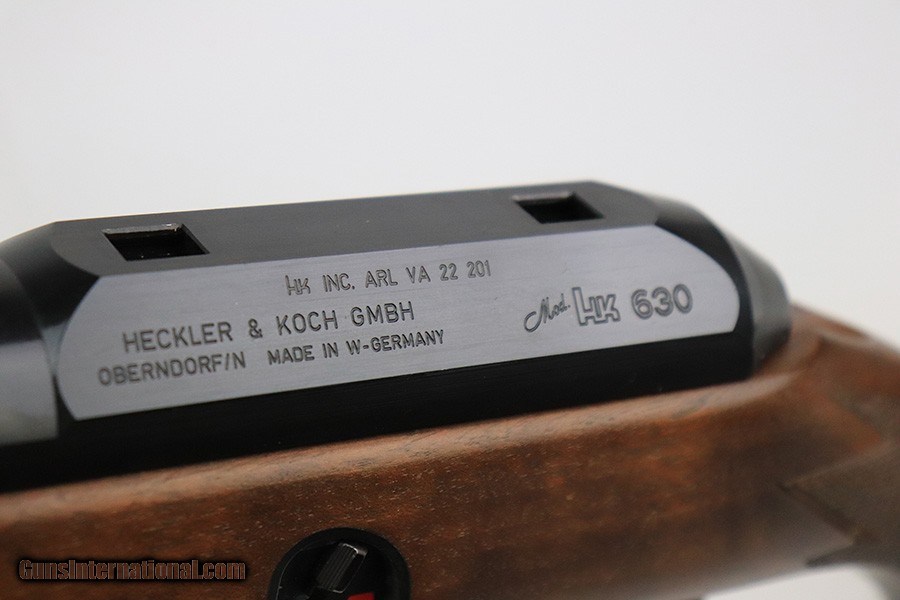 HK INC. ARL VA 22 201
HECKLER & KOCH GMBH
OBERNDORF/N MADE IN W-GERMANY
Mod. HK 630
GunsInternational.com